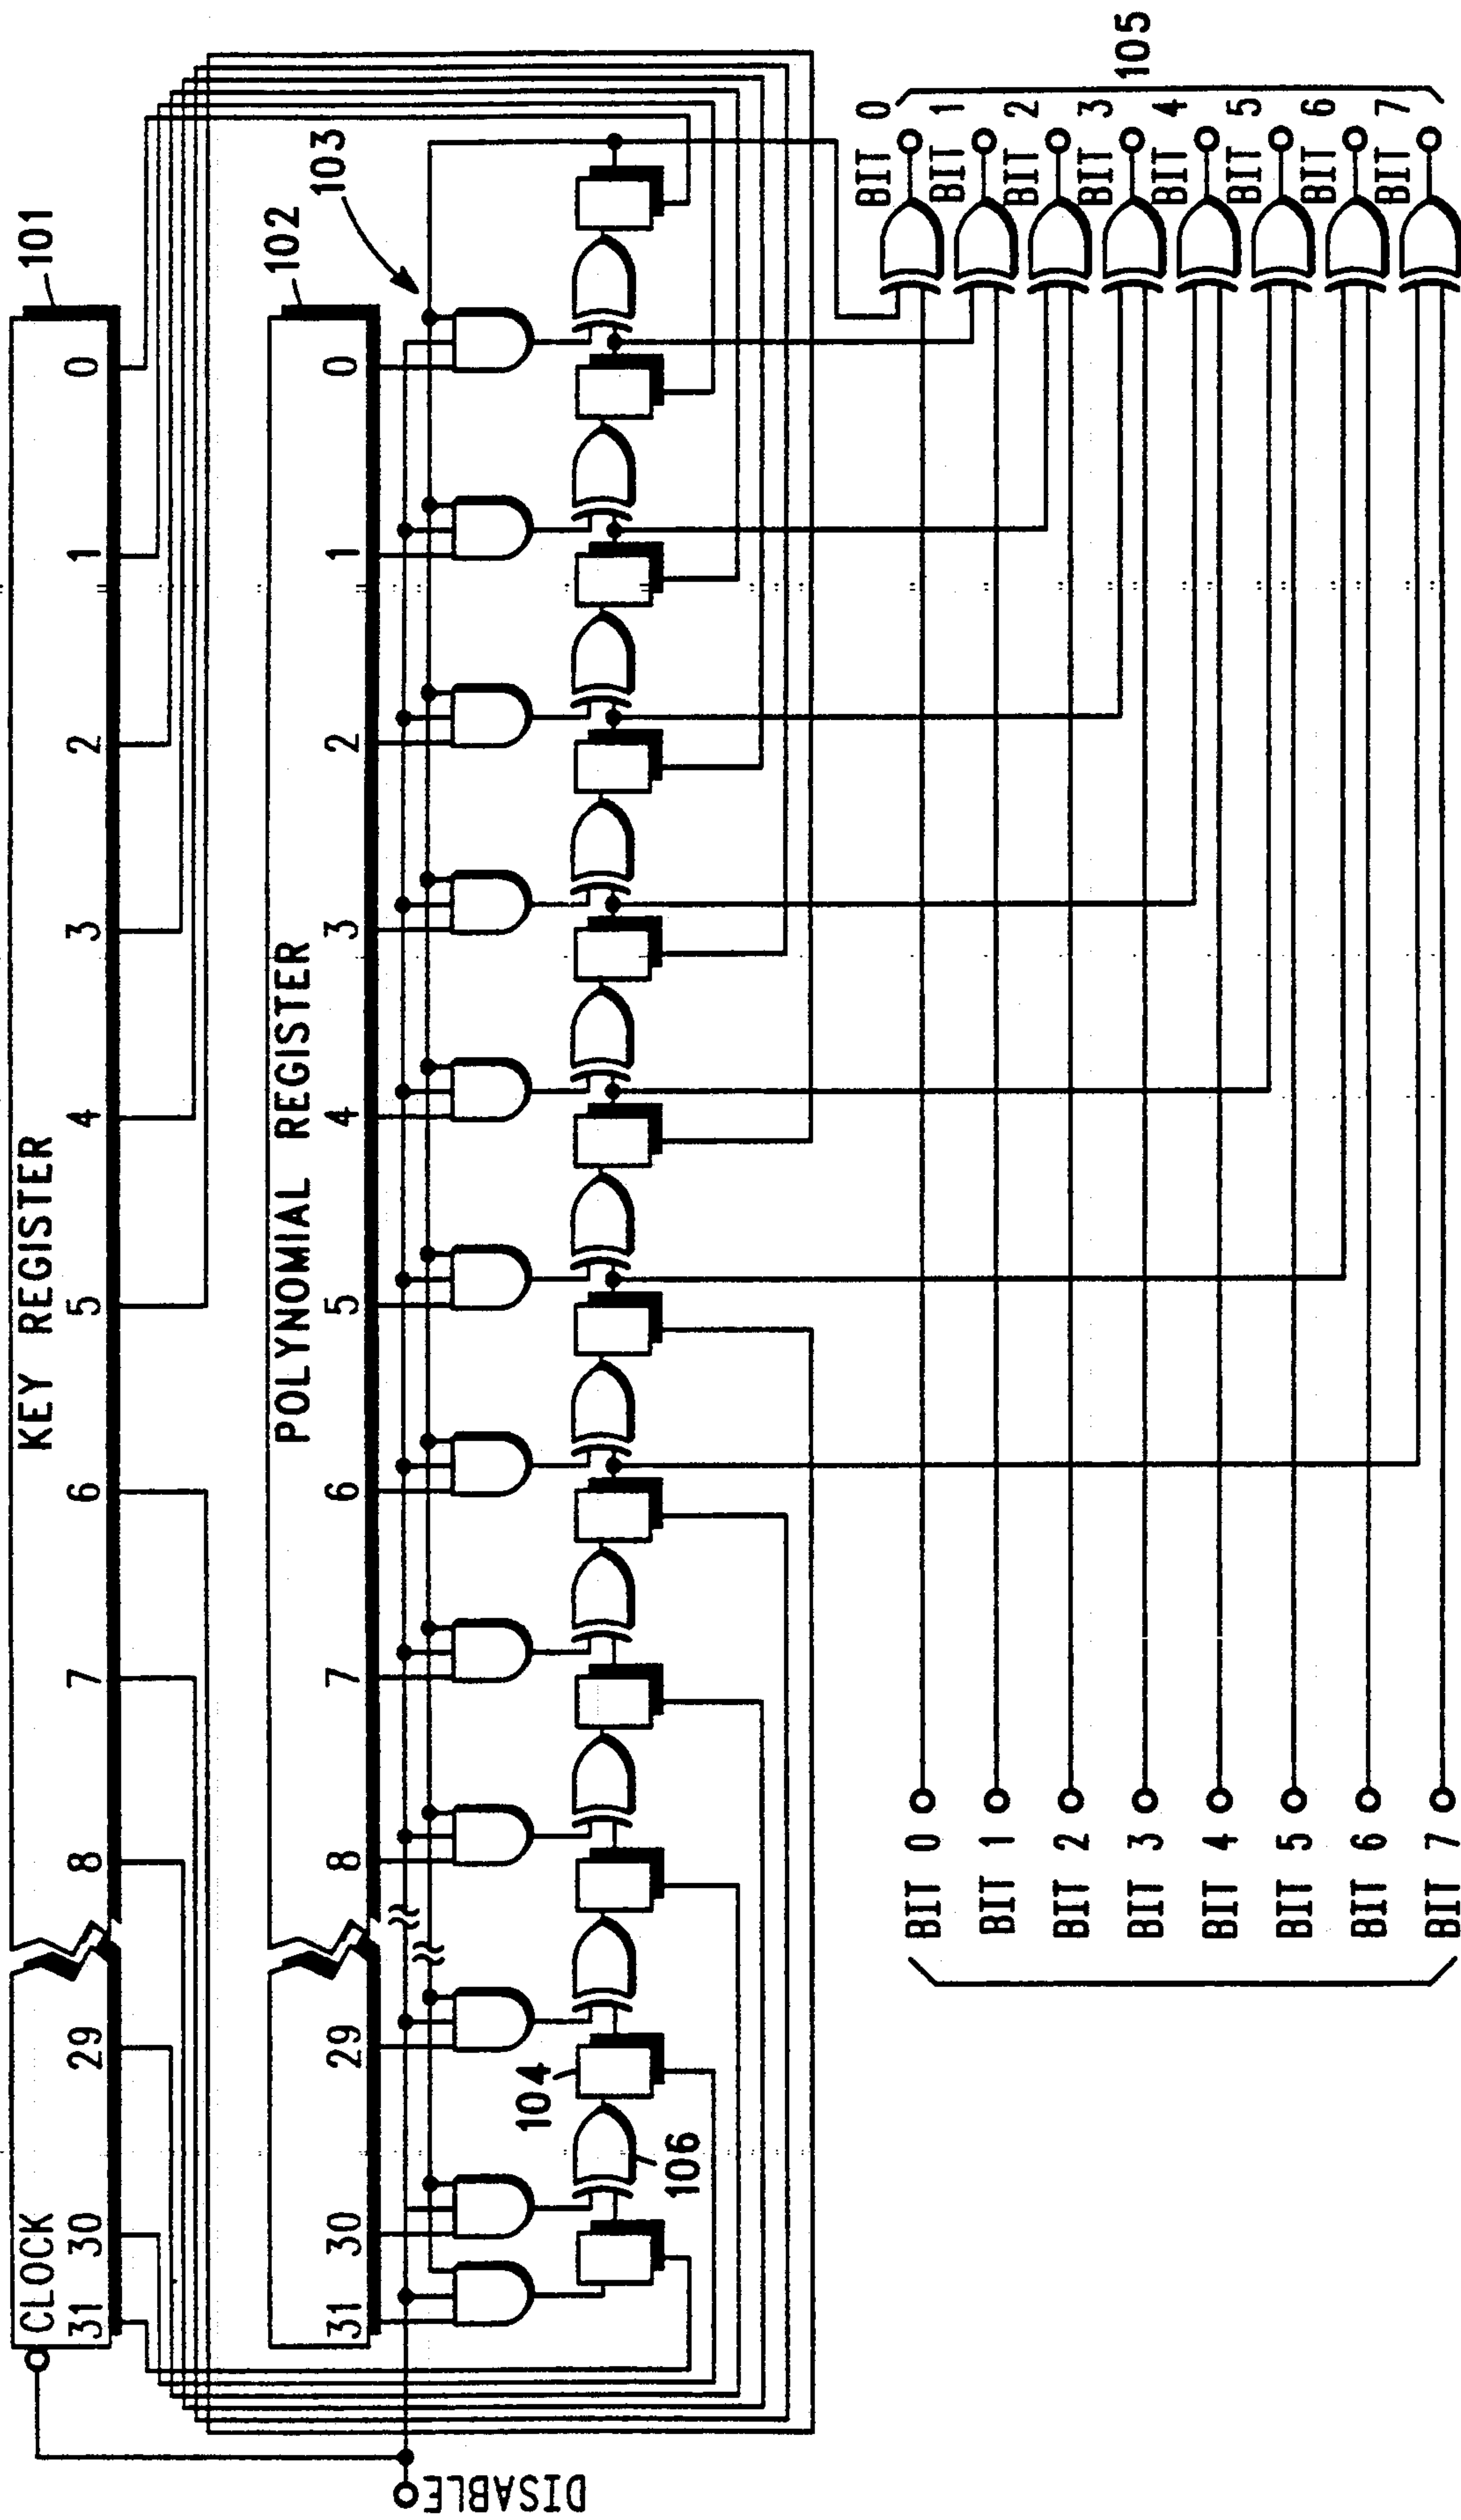 KEY REGISTER
CLOCK
31 30 29 8 7 6 5 4 3 2 1 0
101
POLYNOMIAL REGISTER
31 30 29 8 7 6 5 4 3 2 1 0
102
103
DISABLE
104
106
BIT 0
BIT 1
BIT 2
BIT 3
BIT 4
BIT 5
BIT 6
BIT 7
BIT 0
BIT 1
BIT 2
BIT 3
BIT 4
BIT 5
BIT 6
BIT 7
105